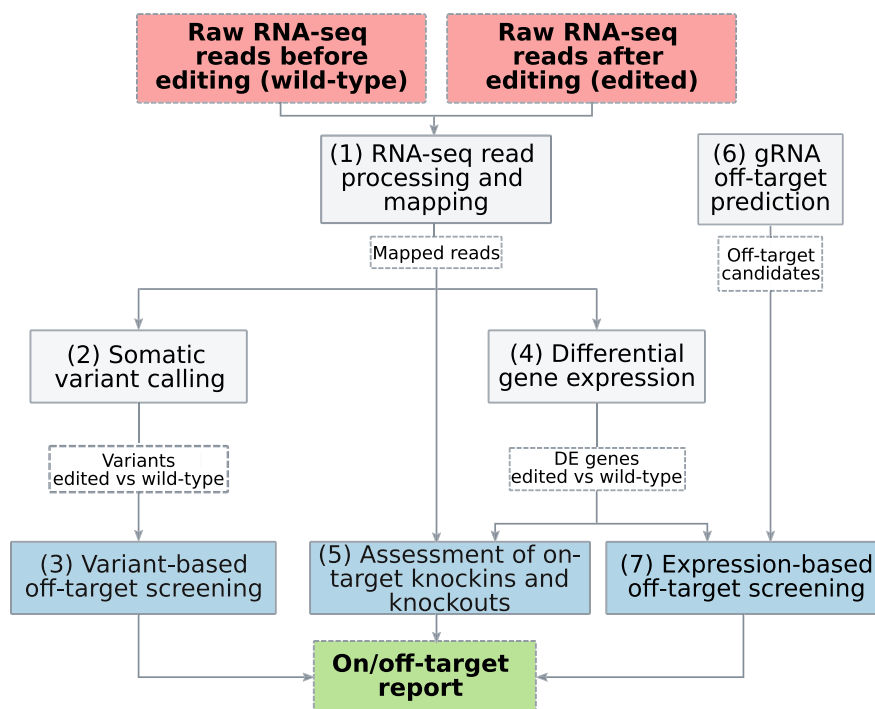 Raw RNA-seq
reads before
editing (wild-type)
Raw RNA-seq
reads after
editing (edited)
(1) RNA-seq read
processing and
mapping
(6) gRNA
off-target
prediction
Mapped reads
Off-target
candidates
(2) Somatic
variant calling
(4) Differential
gene expression
Variants
edited vs wild-type
DE genes
edited vs wild-type
(3) Variant-based
off-target screening
(5) Assessment of on-
target knockins and
knockouts
(7) Expression-based
off-target screening
On/off-target
report